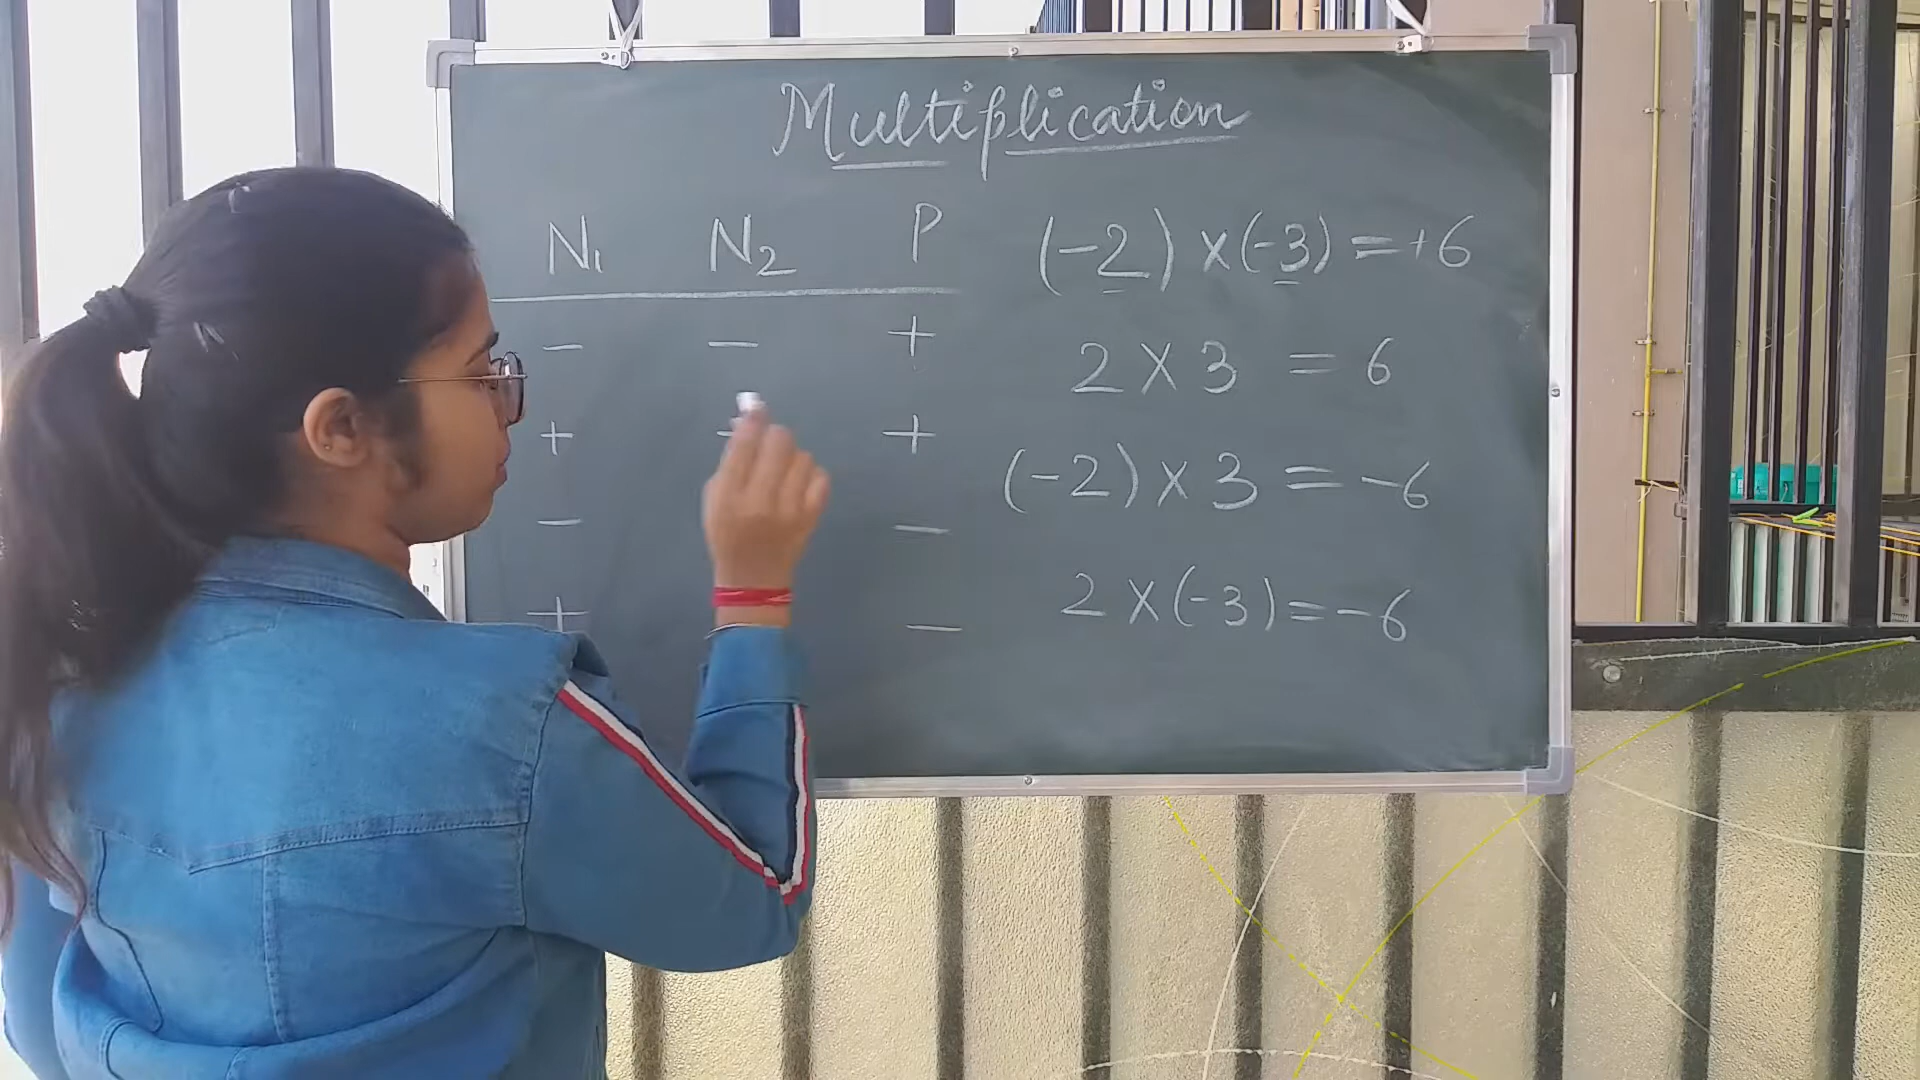 Multiplication
N₁ N₂ P
− − +
+ +
− −
+ −
(-2) × (-3) = +6
2 × 3 = 6
(-2) × 3 = -6
2 × (-3) = -6